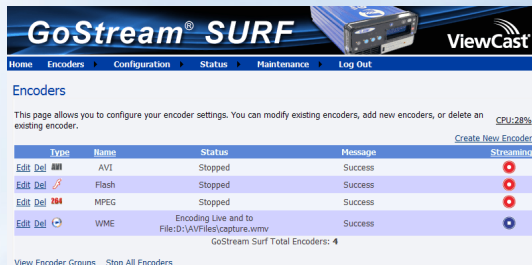 GoStream® SURF
ViewCast®
Home Encoders Configuration Status Maintenance Log Out
Encoders
This page allows you to configure your encoder settings. You can modify existing encoders, add new encoders, or delete an
existing encoder.
CPU:28%
Create New Encoder
Type Name Status Message Streaming
Edit Del AVI AVI Stopped Success
Edit Del Flash Stopped Success
Edit Del 264 MPEG Stopped Success
Edit Del WME Encoding Live and to
File:D:\AVFiles\capture.wmv Success
GoStream Surf Total Encoders: 4
View Encoder Groups Stop All Encoders